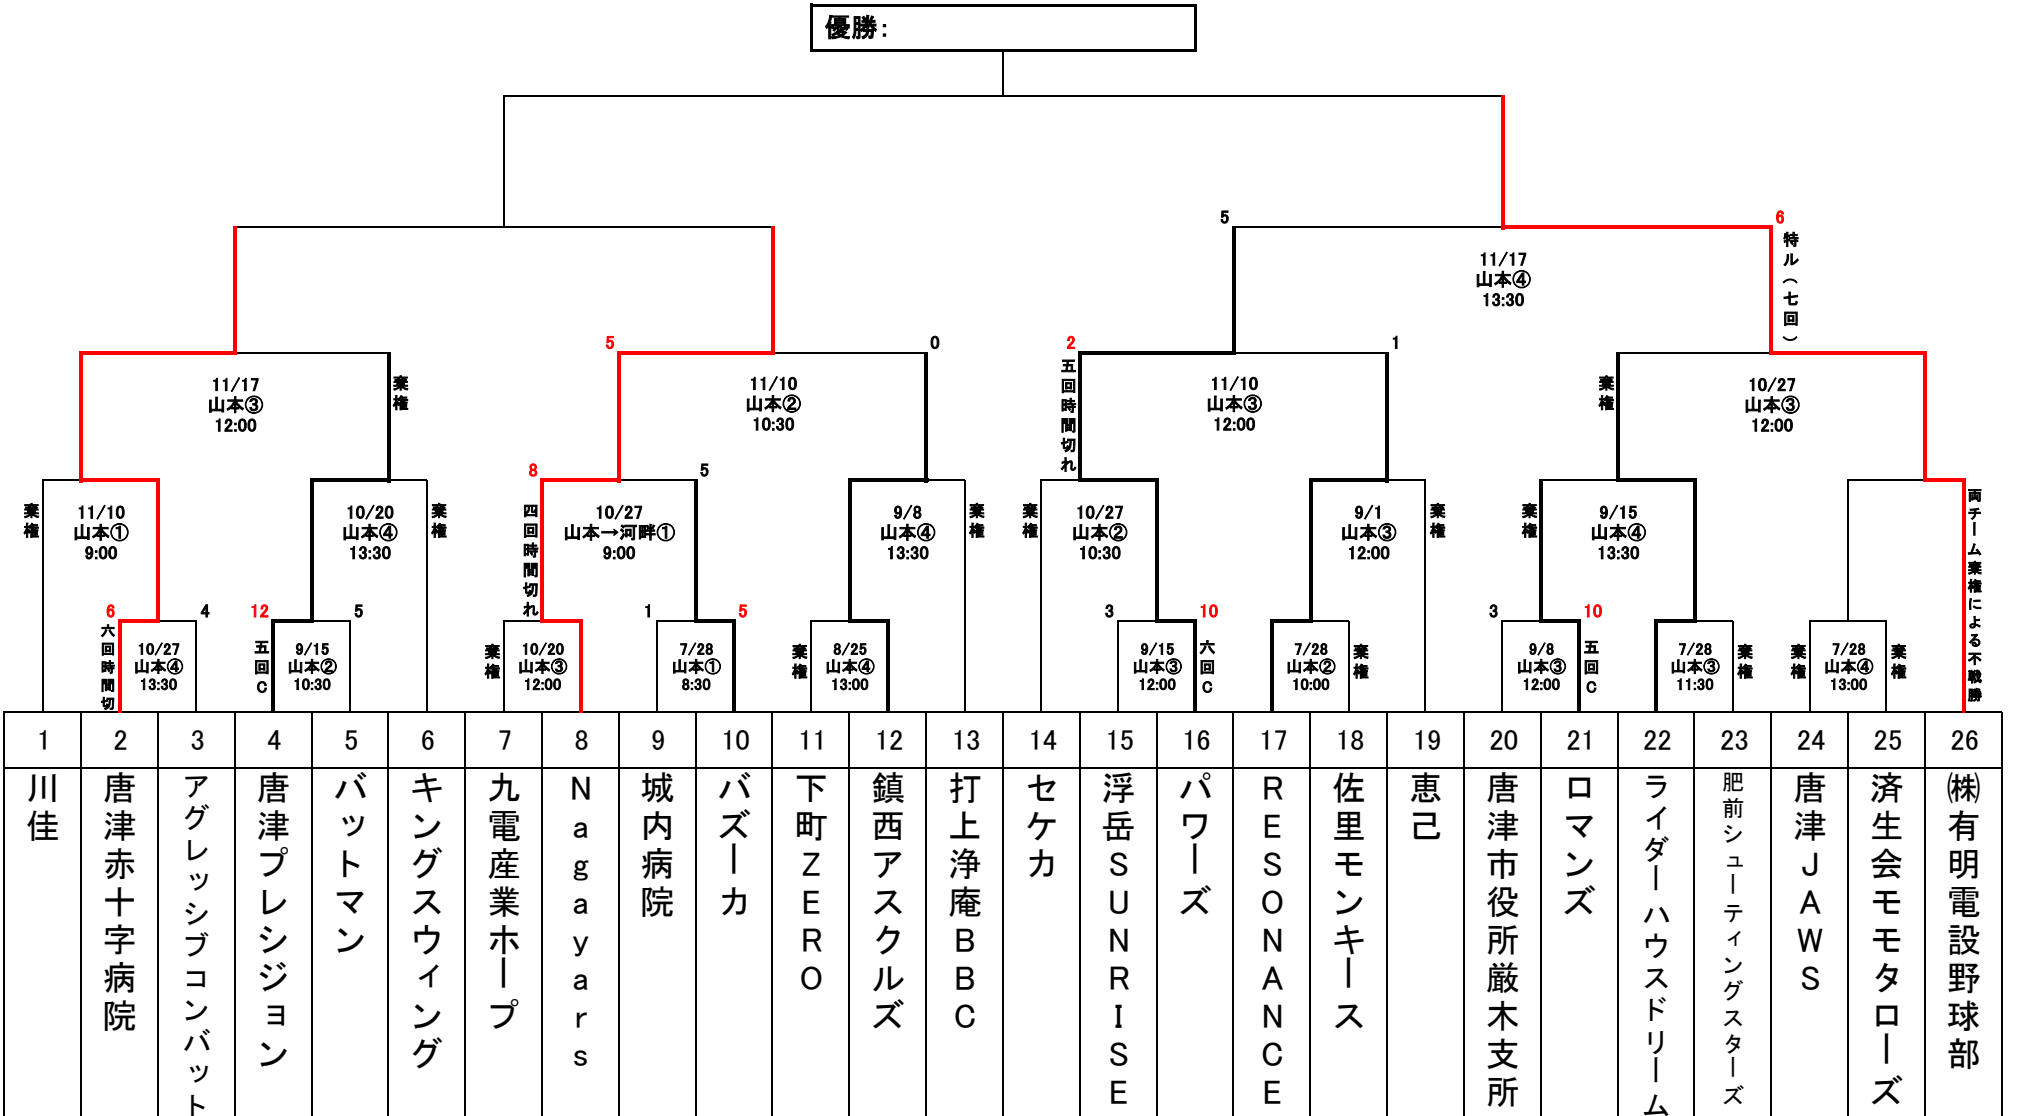 優勝：
5
6
特ル（七回）
11/17
山本④
13:30
5
0
2
1
11/17
山本③
12:00
棄権
11/10
山本②
10:30
五回時間切れ
11/10
山本③
12:00
棄権
10/27
山本③
12:00
8
5
棄権
11/10
山本①
9:00
10/20
山本④
13:30
棄権
四回時間切れ
10/27
山本→河畔①
9:00
9/8
山本④
13:30
棄権
棄権
10/27
山本②
10:30
9/1
山本③
12:00
棄権
棄権
9/15
山本④
13:30
両チーム棄権による不戦勝
6
4
12
5
1
5
3
10
3
10
六回時間切
10/27
山本④
13:30
五回C
9/15
山本②
10:30
棄権
10/20
山本③
12:00
7/28
山本①
8:30
棄権
8/25
山本④
13:00
9/15
山本③
12:00
六回C
7/28
山本②
10:00
棄権
9/8
山本③
12:00
五回C
7/28
山本③
11:30
棄権
棄権
7/28
山本④
13:00
棄権
1 2 3 4 5 6 7 8 9 10 11 12 13 14 15 16 17 18 19 20 21 22 23 24 25 26
川佳
唐津赤十字病院
アグレッシブコンバット
唐津プレシジョン
バットマン
キングスウィング
九電産業ホープ
Nagayars
城内病院
バズーカ
下町ZERO
鎮西アスクルズ
打上浄庵BBC
セケカ
浮岳SUNRISE
パワーズ
RESONANCE
佐里モンキース
恵己
唐津市役所厳木支所
ロマンズ
ライダーハウスドリーム
肥前シューティングスターズ
唐津JAWS
済生会モモタローズ
㈱有明電設野球部